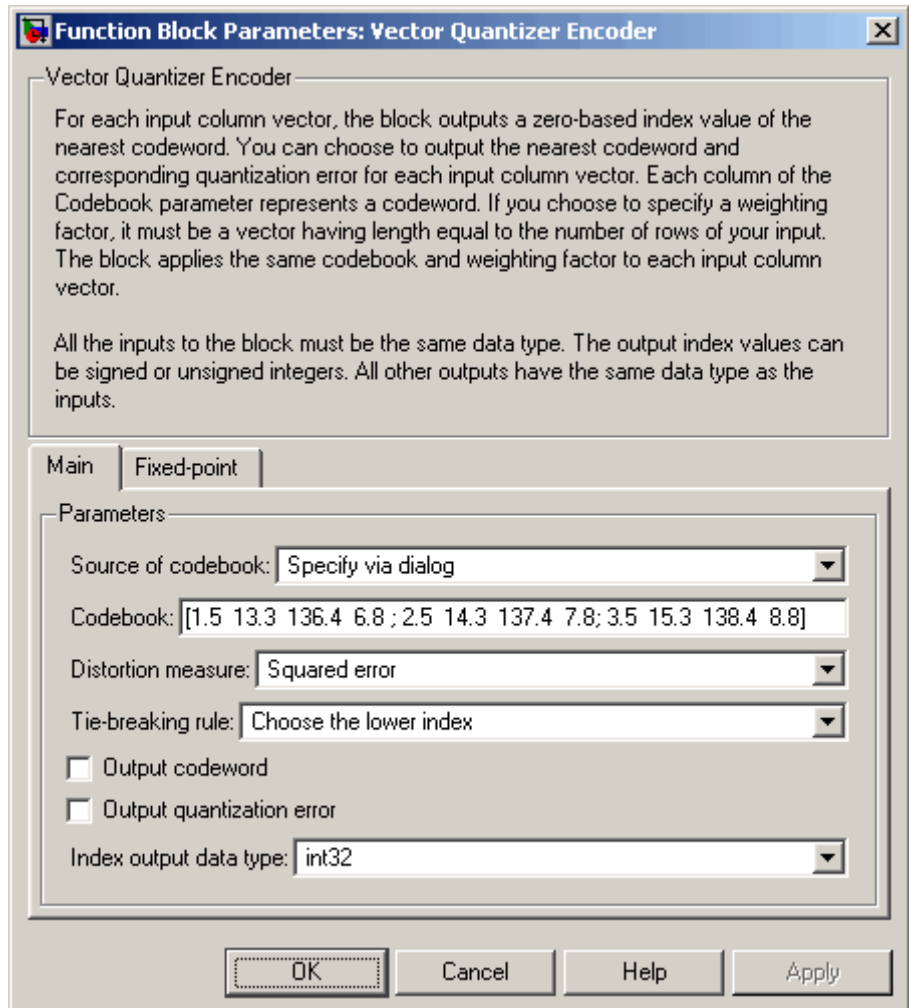 Function Block Parameters: Vector Quantizer Encoder
Vector Quantizer Encoder
For each input column vector, the block outputs a zero-based index value of the
nearest codeword. You can choose to output the nearest codeword and
corresponding quantization error for each input column vector. Each column of the
Codebook parameter represents a codeword. If you choose to specify a weighting
factor, it must be a vector having length equal to the number of rows of your input.
The block applies the same codebook and weighting factor to each input column
vector.
All the inputs to the block must be the same data type. The output index values can
be signed or unsigned integers. All other outputs have the same data type as the
inputs.
Main Fixed-point
Parameters
Source of codebook: Specify via dialog
Codebook: [1.5 13.3 136.4 6.8 ; 2.5 14.3 137.4 7.8; 3.5 15.3 138.4 8.8]
Distortion measure: Squared error
Tie-breaking rule: Choose the lower index
Output codeword
Output quantization error
Index output data type: int32
OK Cancel Help Apply